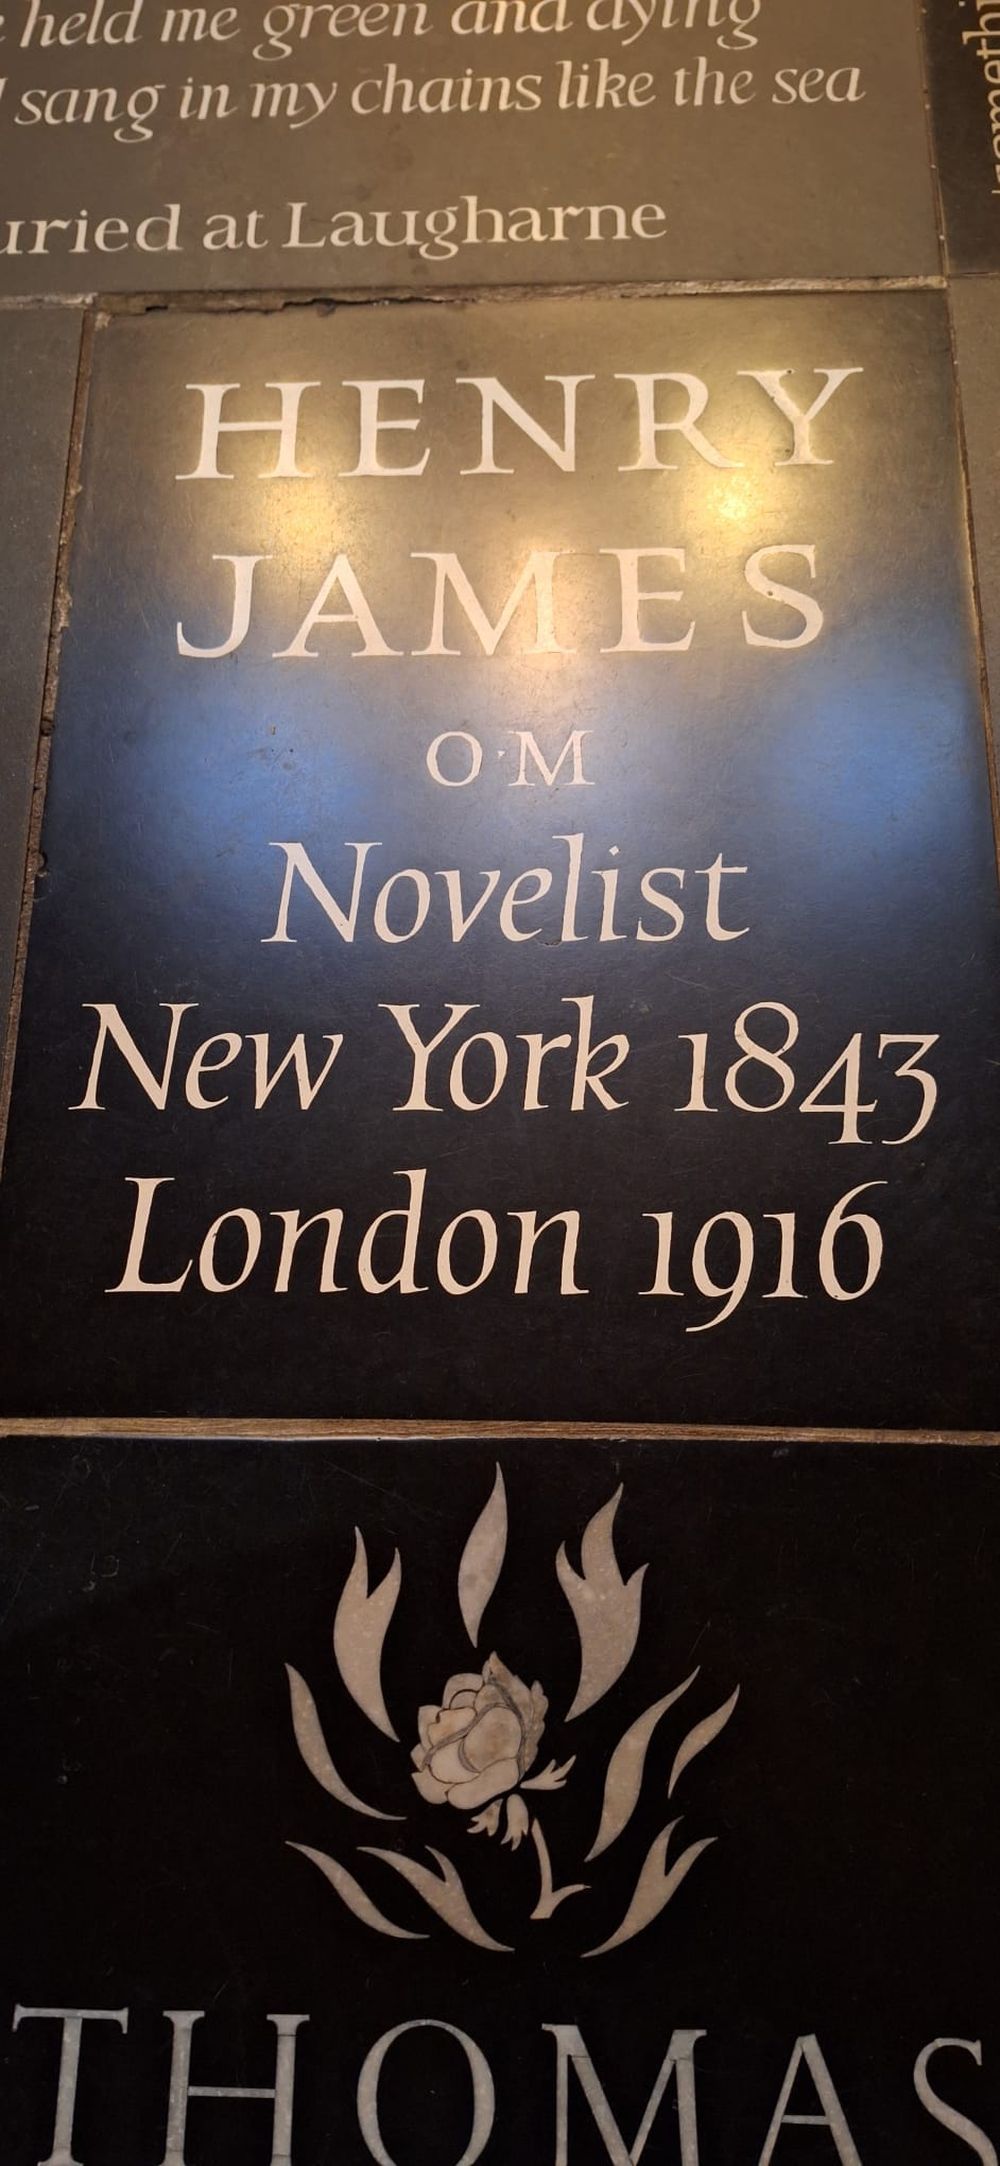 held me green and dying
sang in my chains like the sea
uried at Laugharne
HENRY
JAMES
O·M
Novelist
New York 1843
London 1916
THOMAS